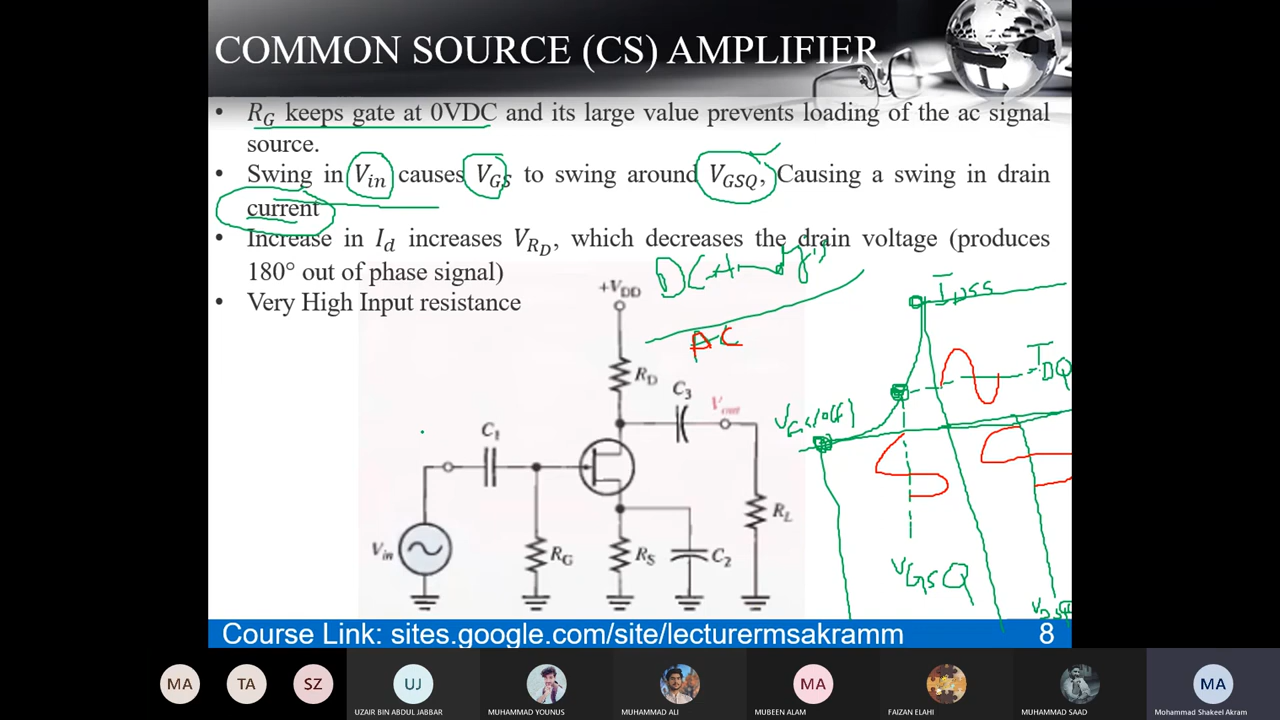 COMMON SOURCE (CS) AMPLIFIER
• R_G keeps gate at 0VDC and its large value prevents loading of the ac signal
source.
• Swing in V_in causes V_GS to swing around V_GSQ, Causing a swing in drain
current
• Increase in I_d increases V_R_D, which decreases the drain voltage (produces
180° out of phase signal)
• Very High Input resistance
+V_DD
AC
I_DSS
R_D
C_3
V_out
I_DQ
V_GS(off)
C_1
R_L
V_in
R_G
R_S
C_2
V_GSQ
Course Link: sites.google.com/site/lecturermsakramm
8
MA
TA
SZ
UJ
MA
MA
UZAIR BIN ABDUL JABBAR
MUHAMMAD YOUNUS
MUHAMMAD ALI
MUBEEN ALAM
FAIZAN ELAHI
MUHAMMAD SAAD
Mohammad Shakeel Akram